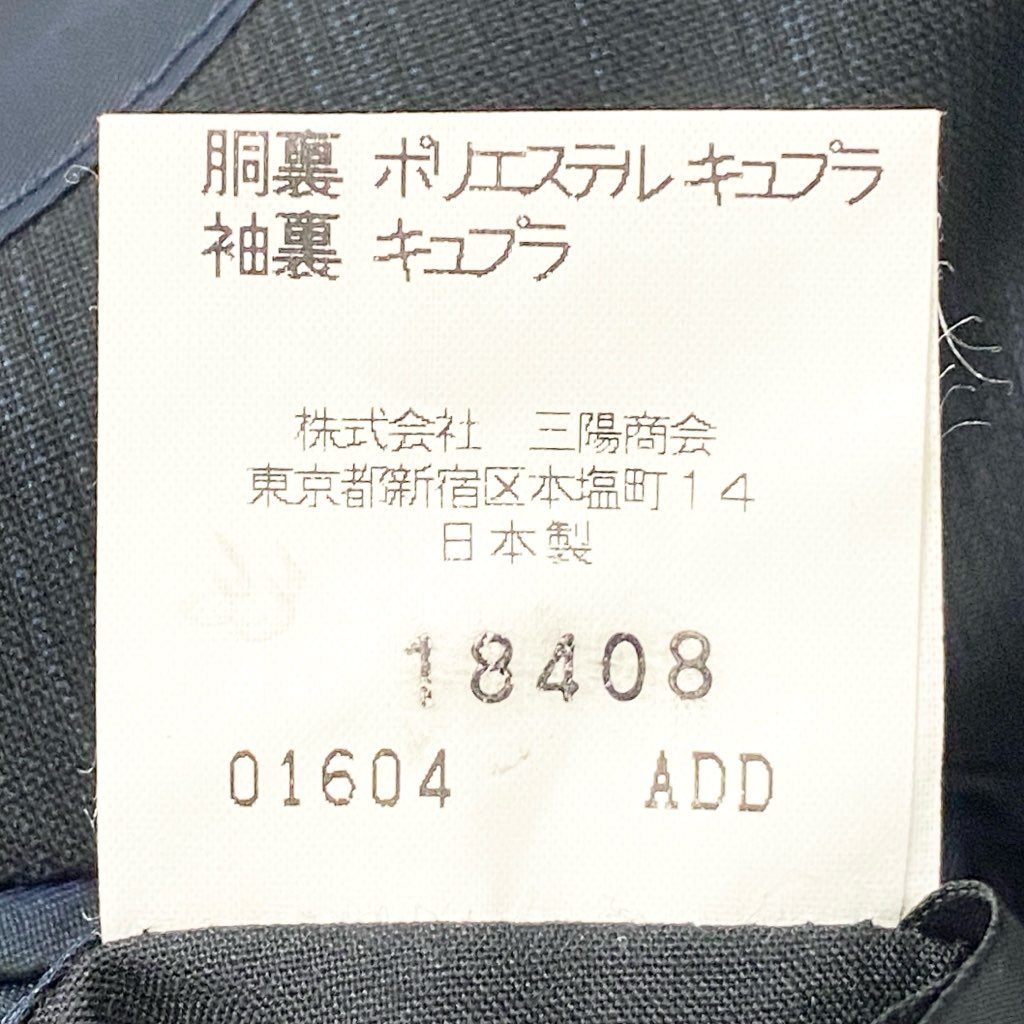 胴裏 ポリエステル キュプラ
袖裏 キュプラ
株式会社 三陽商会
東京都新宿区本塩町14
日本製
18408
01604 ADD